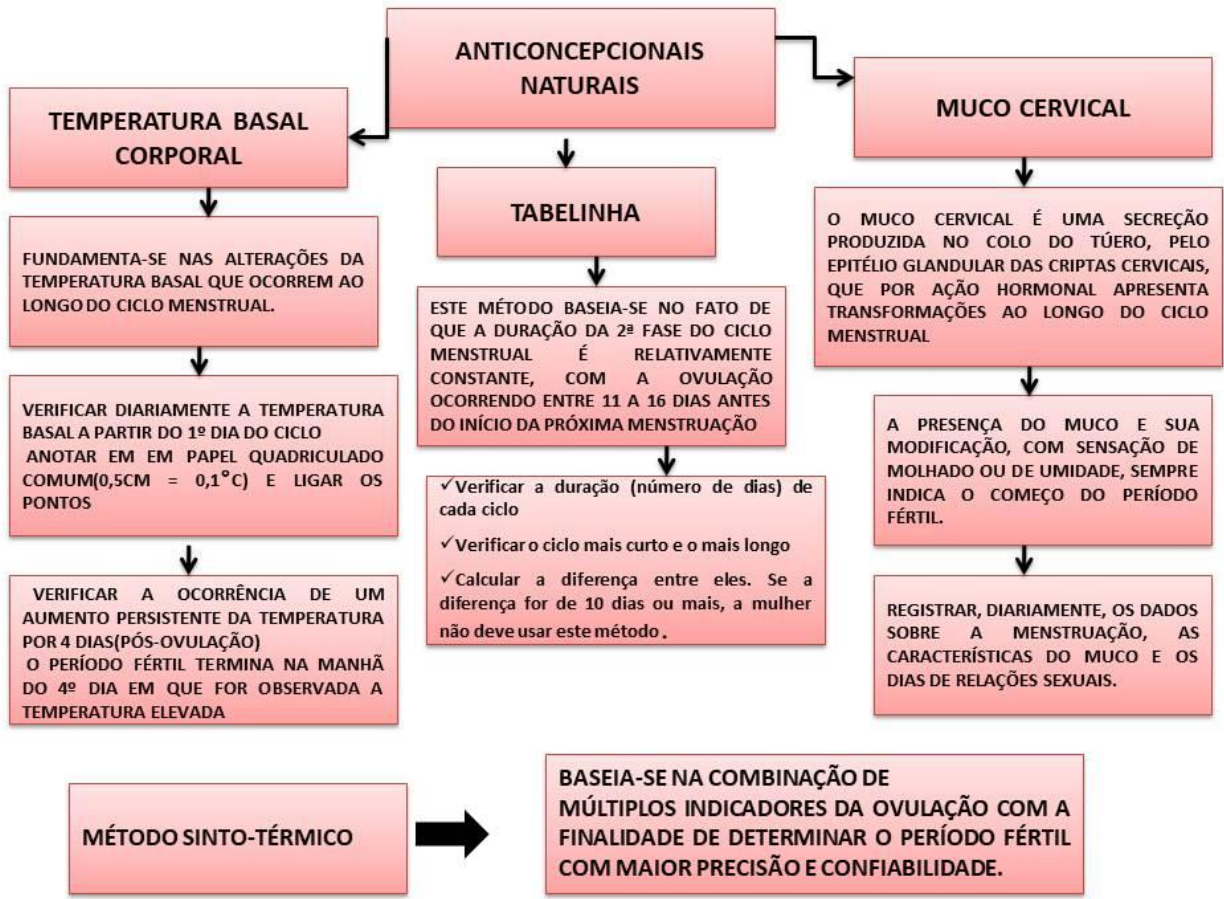 ANTICONCEPCIONAIS
NATURAIS
TEMPERATURA BASAL
CORPORAL
FUNDAMENTA-SE NAS ALTERAÇÕES DA
TEMPERATURA BASAL QUE OCORREM AO
LONGO DO CICLO MENSTRUAL.
VERIFICAR DIARIAMENTE A TEMPERATURA
BASAL A PARTIR DO 1º DIA DO CICLO
ANOTAR EM EM PAPEL QUADRICULADO
COMUM(0,5CM = 0,1°C) E LIGAR OS
PONTOS
VERIFICAR A OCORRÊNCIA DE UM
AUMENTO PERSISTENTE DA TEMPERATURA
POR 4 DIAS(PÓS-OVULAÇÃO)
O PERÍODO FÉRTIL TERMINA NA MANHÃ
DO 4º DIA EM QUE FOR OBSERVADA A
TEMPERATURA ELEVADA
TABELINHA
ESTE MÉTODO BASEIA-SE NO FATO DE
QUE A DURAÇÃO DA 2ª FASE DO CICLO
MENSTRUAL É RELATIVAMENTE
CONSTANTE, COM A OVULAÇÃO
OCORRENDO ENTRE 11 A 16 DIAS ANTES
DO INÍCIO DA PRÓXIMA MENSTRUAÇÃO
✓Verificar a duração (número de dias) de
cada ciclo
✓Verificar o ciclo mais curto e o mais longo
✓Calcular a diferença entre eles. Se a
diferença for de 10 dias ou mais, a mulher
não deve usar este método .
MUCO CERVICAL
O MUCO CERVICAL É UMA SECREÇÃO
PRODUZIDA NO COLO DO TÚERO, PELO
EPITÉLIO GLANDULAR DAS CRIPTAS CERVICAIS,
QUE POR AÇÃO HORMONAL APRESENTA
TRANSFORMAÇÕES AO LONGO DO CICLO
MENSTRUAL
A PRESENÇA DO MUCO E SUA
MODIFICAÇÃO, COM SENSAÇÃO DE
MOLHADO OU DE UMIDADE, SEMPRE
INDICA O COMEÇO DO PERÍODO
FÉRTIL.
REGISTRAR, DIARIAMENTE, OS DADOS
SOBRE A MENSTRUAÇÃO, AS
CARACTERÍSTICAS DO MUCO E OS
DIAS DE RELAÇÕES SEXUAIS.
MÉTODO SINTO-TÉRMICO
BASEIA-SE NA COMBINAÇÃO DE
MÚLTIPLOS INDICADORES DA OVULAÇÃO COM A
FINALIDADE DE DETERMINAR O PERÍODO FÉRTIL
COM MAIOR PRECISÃO E CONFIABILIDADE.